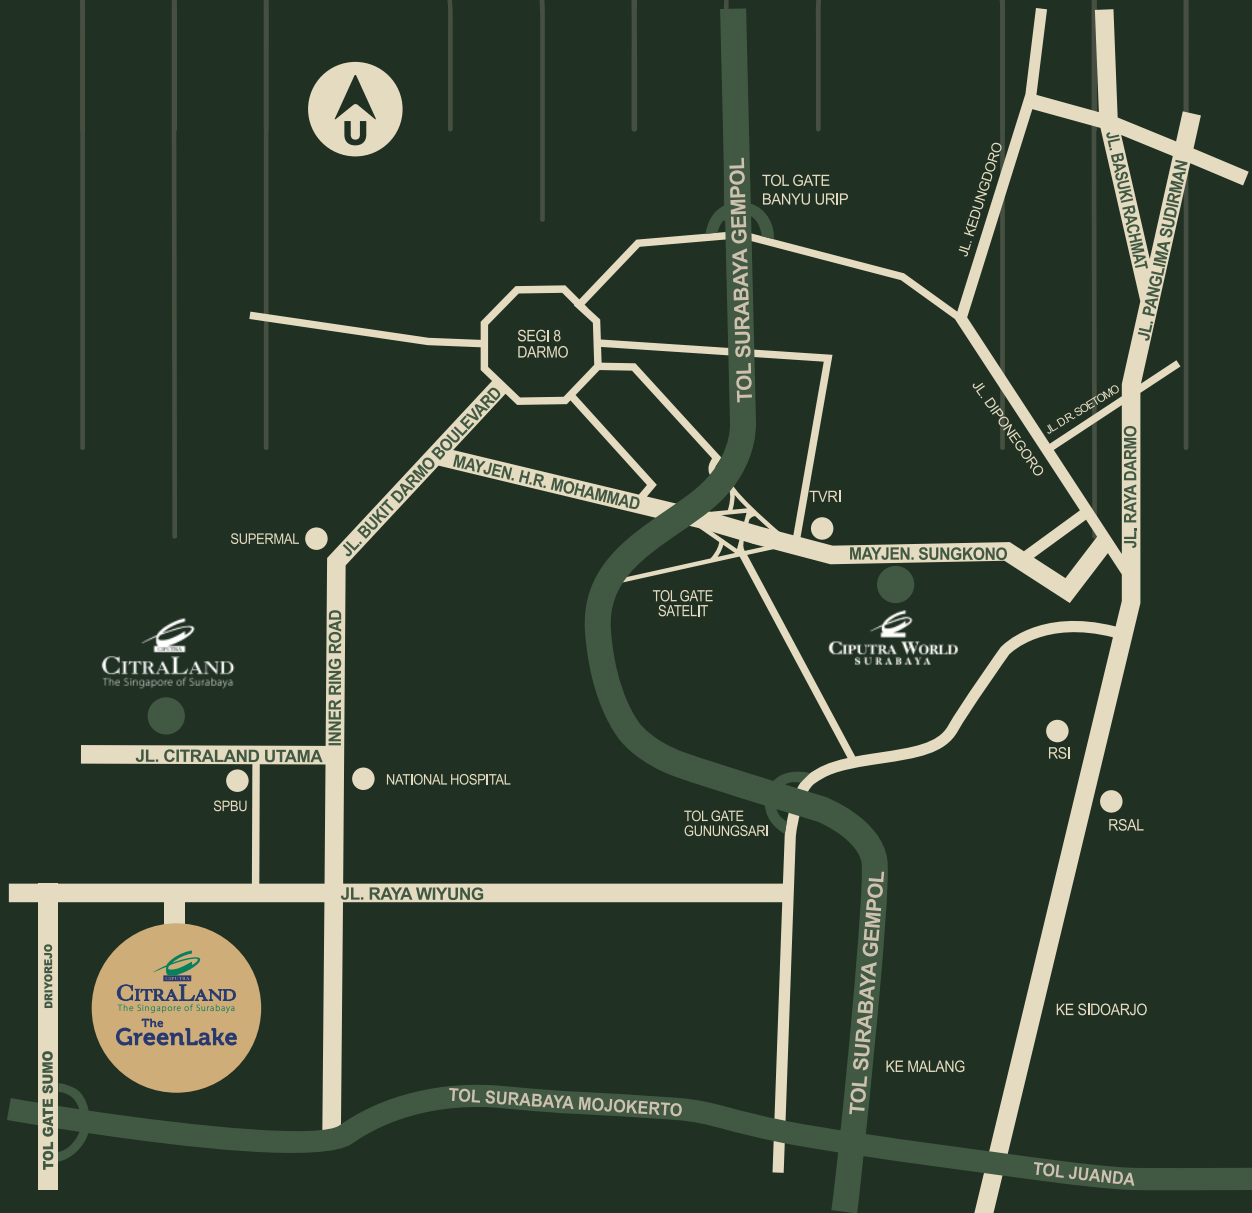 U
TOL GATE
BANYU URIP
TOL SURABAYA GEMPOL
JL. KEDUNGDORO
JL. BASUKI RACHMAT
JL. PANGLIMA SUDIRMAN
SEGI 8
DARMO
JL. DIPONEGORO
JL. D.R. SOETOMO
JL. RAYA DARMO
JL. BUKIT DARMO BOULEVARD
MAYJEN. H.R. MOHAMMAD
TVRI
SUPERMAL
MAYJEN. SUNGKONO
TOL GATE
SATELIT
CIPUTRA
CITRALAND
The Singapore of Surabaya
INNER RING ROAD
CIPUTRA WORLD
SURABAYA
JL. CITRALAND UTAMA
SPBU
NATIONAL HOSPITAL
RSI
RSAL
TOL GATE
GUNUNGSARI
JL. RAYA WIYUNG
DRIYOREJO
TOL GATE SUMO
CIPUTRA
CITRALAND
The Singapore of Surabaya
The
GreenLake
TOL SURABAYA GEMPOL
KE SIDOARJO
KE MALANG
TOL SURABAYA MOJOKERTO
TOL JUANDA